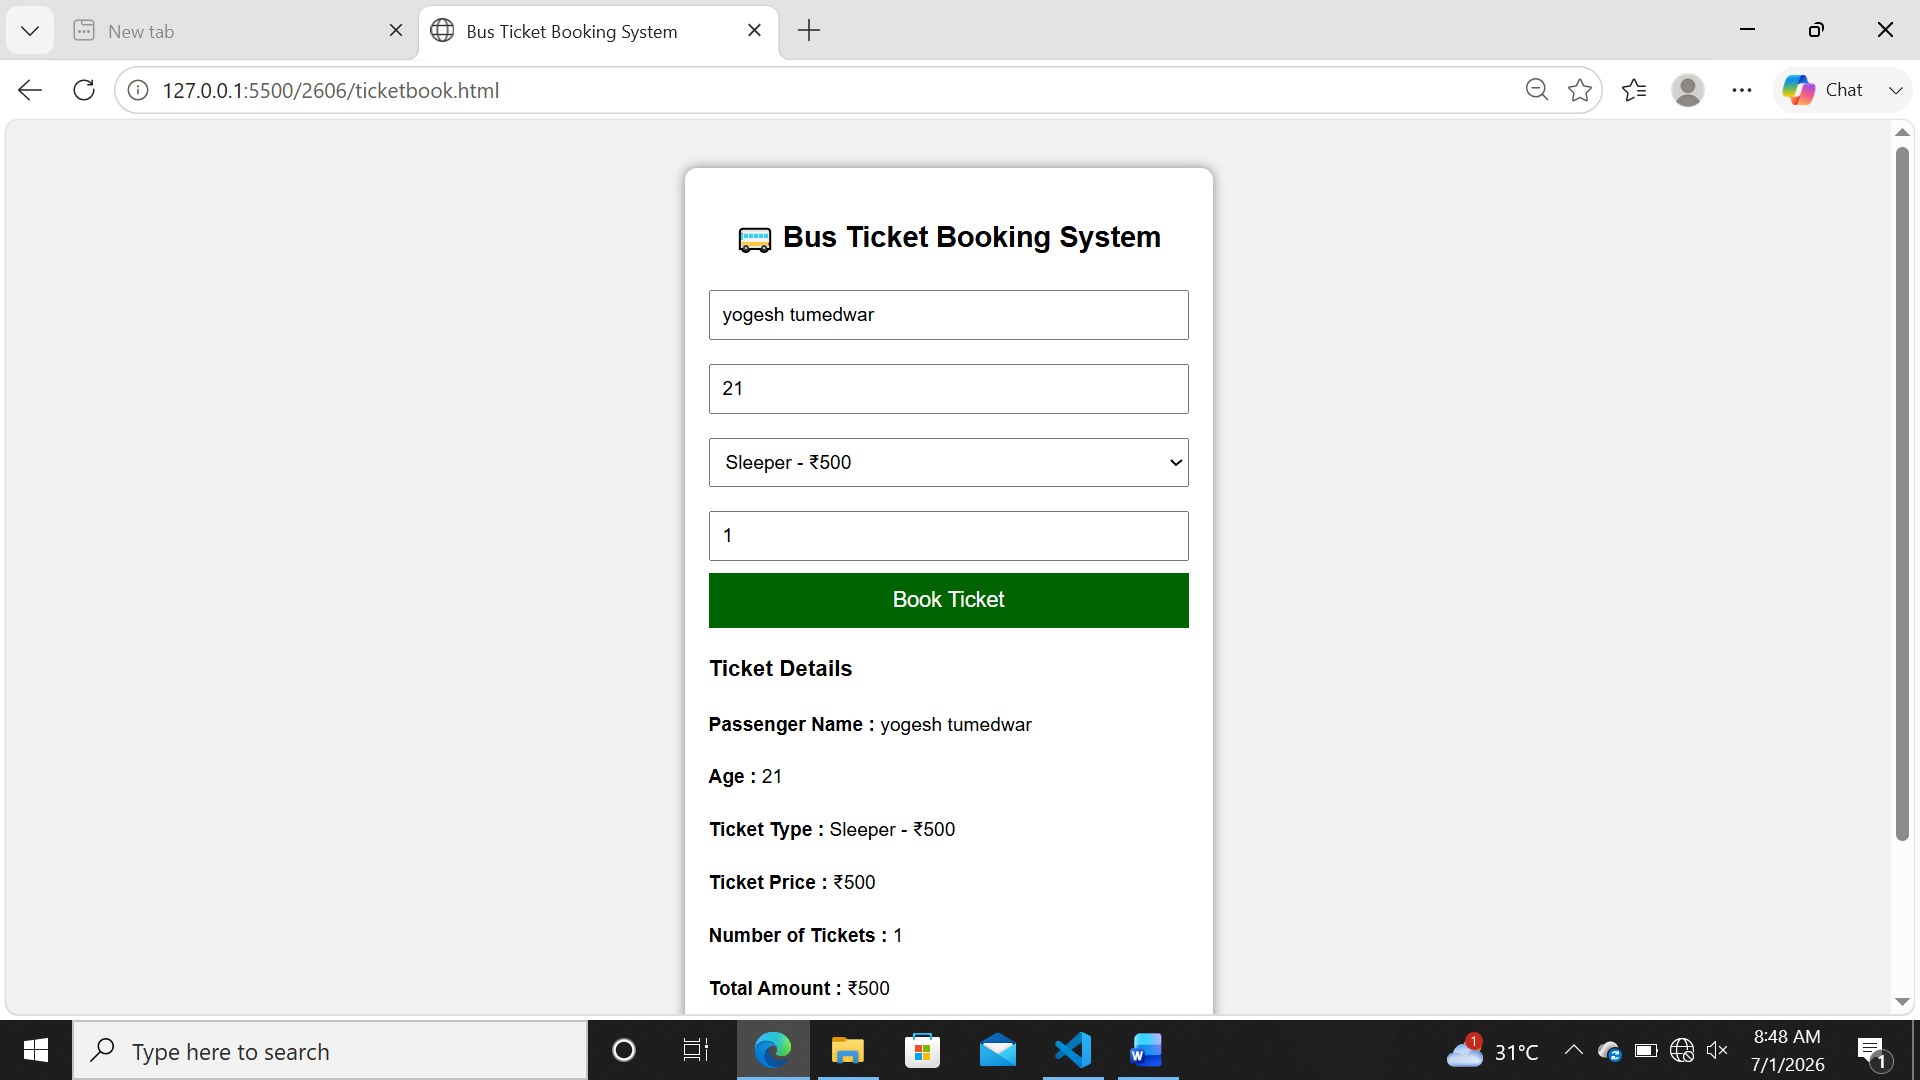 New tab
Bus Ticket Booking System
127.0.0.1:5500/2606/ticketbook.html
Chat
Bus Ticket Booking System
yogesh tumedwar
21
Sleeper - ₹500
1
Book Ticket
Ticket Details
Passenger Name : yogesh tumedwar
Age : 21
Ticket Type : Sleeper - ₹500
Ticket Price : ₹500
Number of Tickets : 1
Total Amount : ₹500
Type here to search
W
1
31°C
8:48 AM
7/1/2026
1